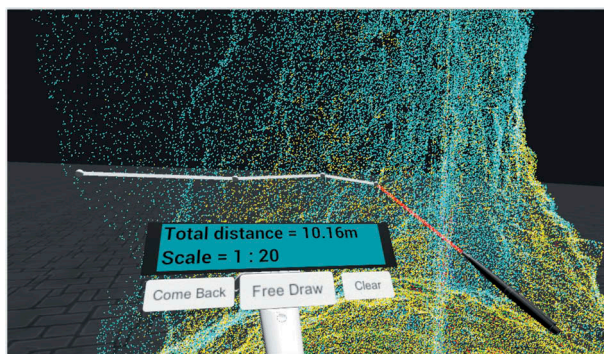 Total distance = 10.16m
Scale = 1 : 20
Come Back
Free Draw
Clear